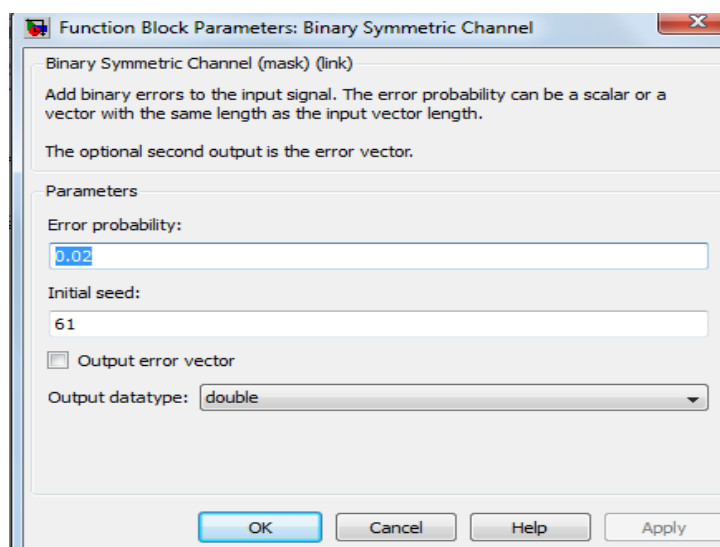 Function Block Parameters: Binary Symmetric Channel
Binary Symmetric Channel (mask) (link)
Add binary errors to the input signal. The error probability can be a scalar or a
vector with the same length as the input vector length.
The optional second output is the error vector.
Parameters
Error probability:
0.02
Initial seed:
61
Output error vector
Output datatype: double
OK Cancel Help Apply